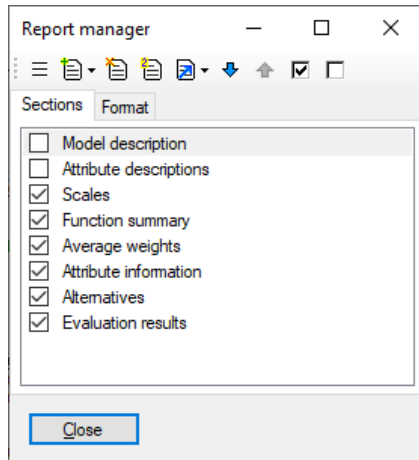 Report manager
Sections Format
Model description
Attribute descriptions
Scales
Function summary
Average weights
Attribute information
Alternatives
Evaluation results
Close